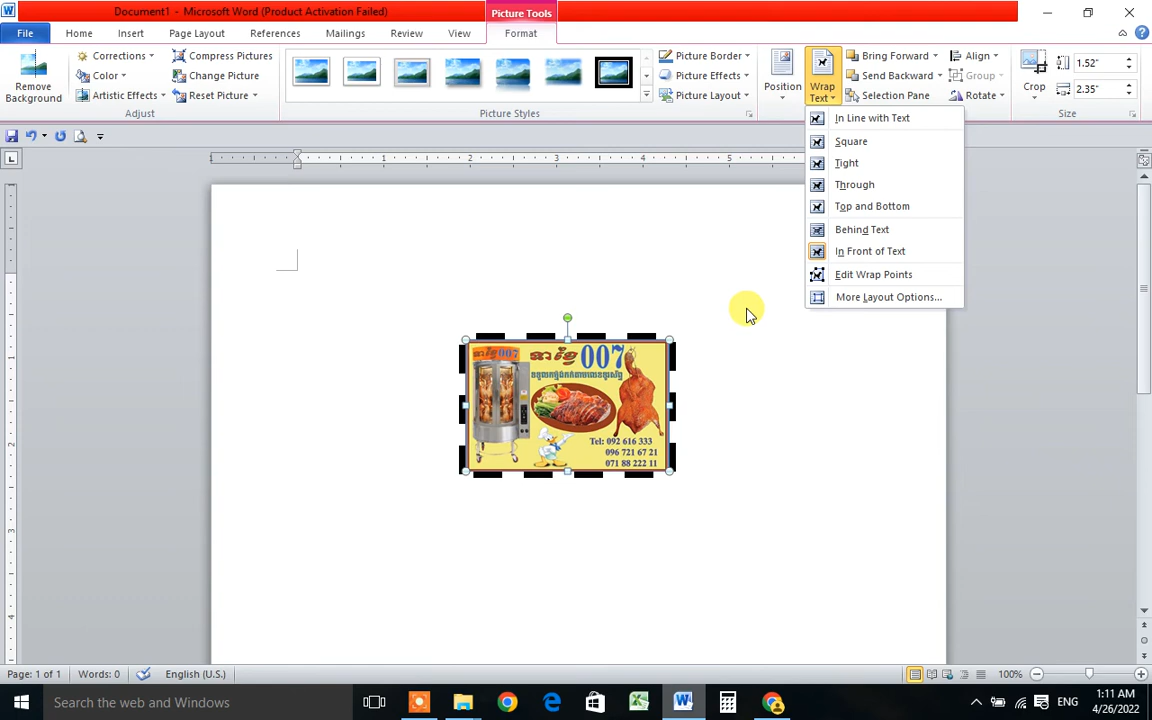 Document1 - Microsoft Word (Product Activation Failed)
Picture Tools
File
Home
Insert
Page Layout
References
Mailings
Review
View
Format
Remove Background
Corrections
Color
Artistic Effects
Compress Pictures
Change Picture
Reset Picture
Adjust
Picture Styles
Picture Border
Picture Effects
Picture Layout
Position
Wrap Text
Bring Forward
Send Backward
Selection Pane
Align
Group
Rotate
Crop
1.52"
2.35"
Size
In Line with Text
Square
Tight
Through
Top and Bottom
Behind Text
In Front of Text
Edit Wrap Points
More Layout Options...
007
007
Tel: 092 616 333
096 721 67 21
071 88 222 11
Page: 1 of 1
Words: 0
English (U.S.)
100%
Search the web and Windows
ENG
1:11 AM
4/26/2022